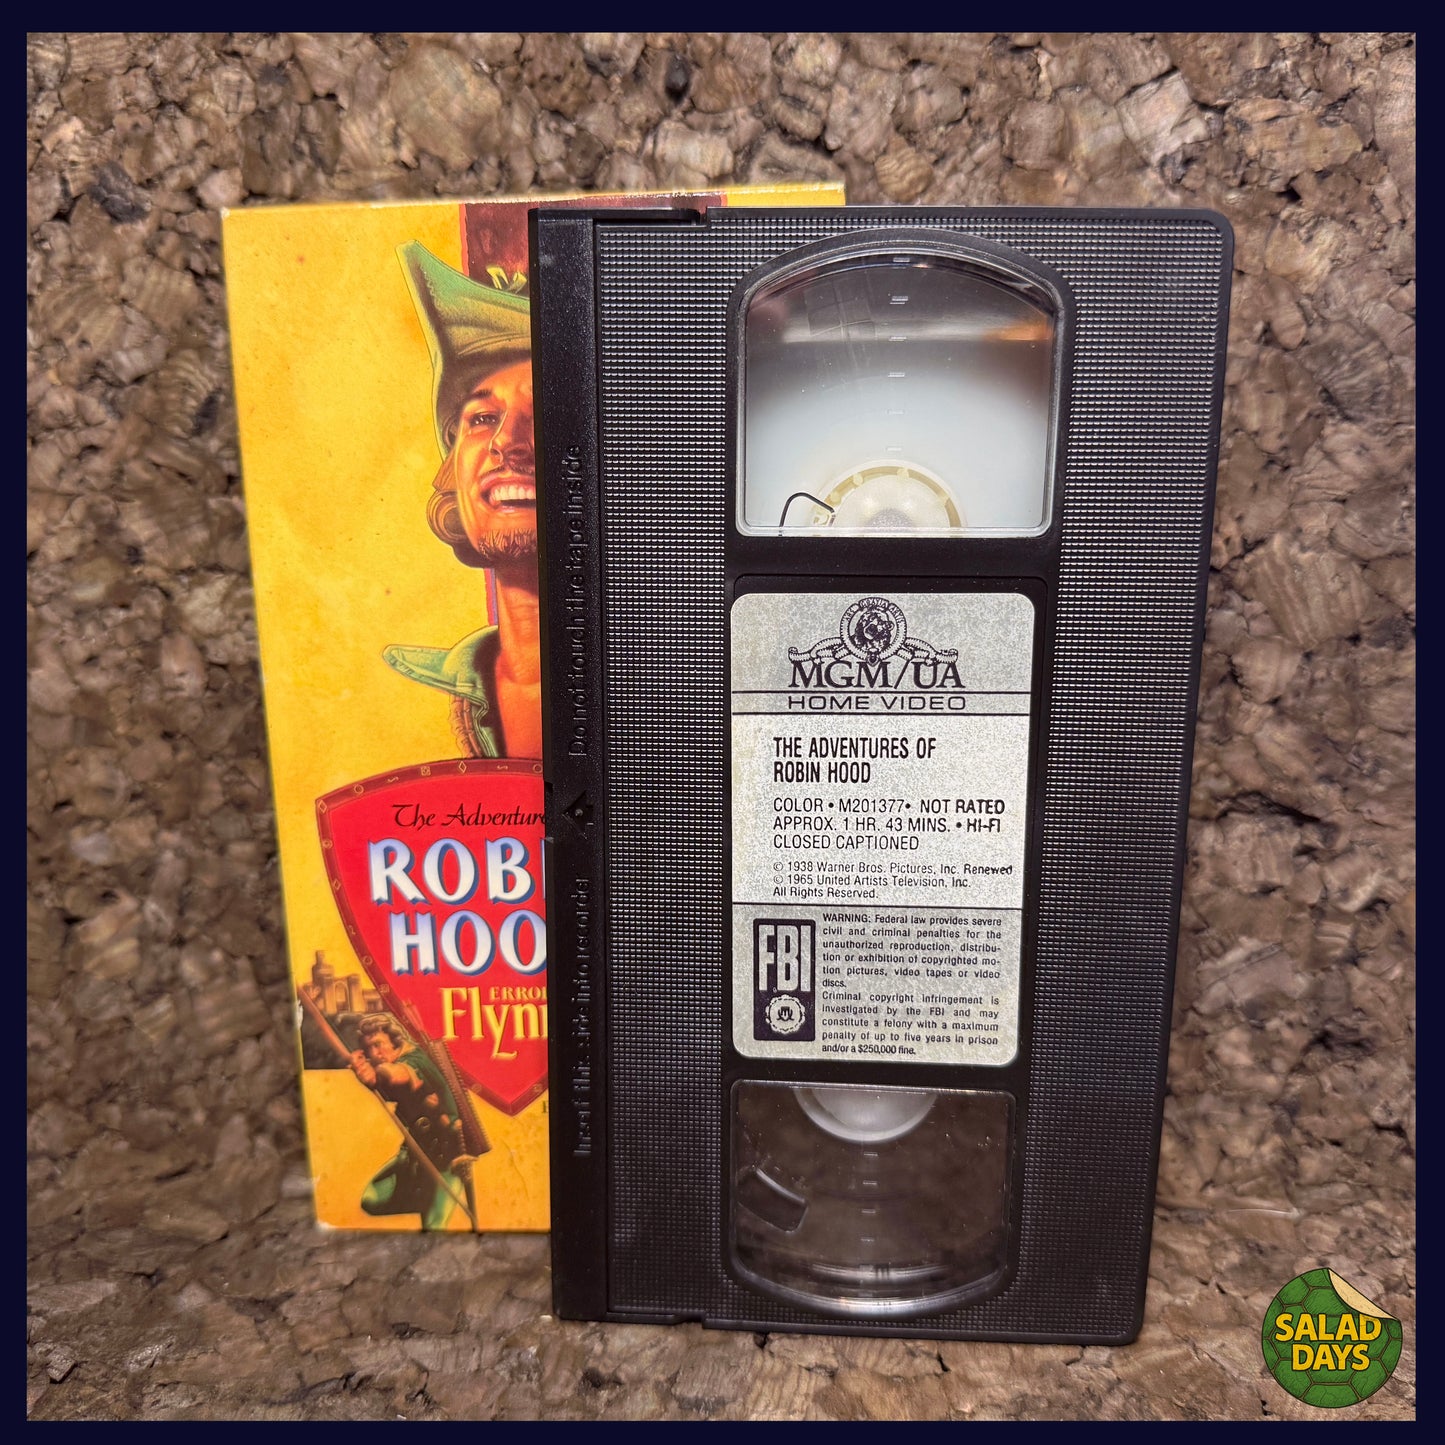 The Adventure
ROBI
HOO
ERRO
Flyn
Do not touch the tape inside
Insert this side into recorder
MGM/UA
HOME VIDEO
THE ADVENTURES OF
ROBIN HOOD
COLOR • M201377 • NOT RATED
APPROX. 1 HR. 43 MINS. • HI-FI
CLOSED CAPTIONED
© 1938 Warner Bros. Pictures, Inc. Renewed
© 1965 United Artists Television, Inc.
All Rights Reserved.
FBI
WARNING: Federal law provides severe
civil and criminal penalties for the
unauthorized reproduction, distribu-
tion or exhibition of copyrighted mo-
tion pictures, video tapes or video
discs.
Criminal copyright infringement is
investigated by the FBI and may
constitute a felony with a maximum
penalty of up to five years in prison
and/or a $250,000 fine.
SALAD
DAYS